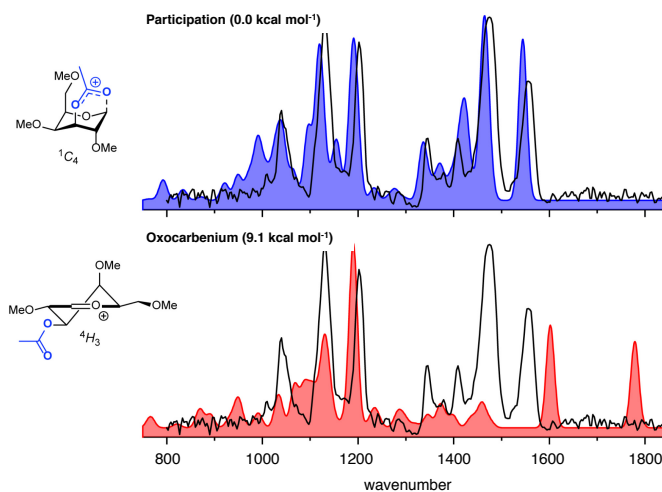 Participation (0.0 kcal mol⁻¹)
MeO
⊕
O
O
O
MeO
OMe
¹C₄
Oxocarbenium (9.1 kcal mol⁻¹)
OMe
MeO
O
⊕
OMe
O
O
⁴H₃
800 1000 1200 1400 1600 1800
wavenumber